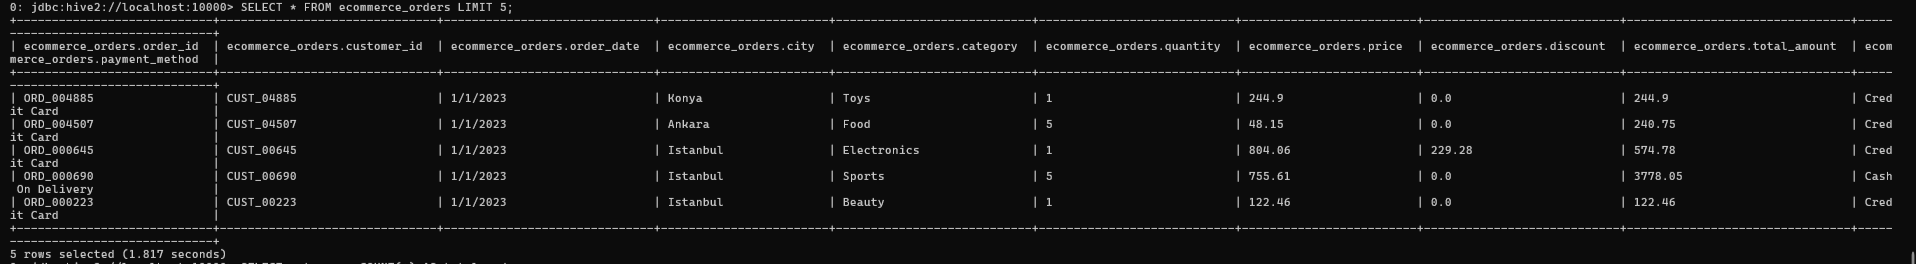 0: jdbc:hive2://localhost:10000> SELECT * FROM ecommerce_orders LIMIT 5;
+-----------------------------+----------------------------------+----------------------------------+---------------------------+-------------------------------+-------------------------------+----------------------------+-------------------------------+-----------------------------------+------
-------------------------------+
| ecommerce_orders.order_id | ecommerce_orders.customer_id | ecommerce_orders.order_date | ecommerce_orders.city | ecommerce_orders.category | ecommerce_orders.quantity | ecommerce_orders.price | ecommerce_orders.discount | ecommerce_orders.total_amount | ecom
merce_orders.payment_method |
+-----------------------------+----------------------------------+----------------------------------+---------------------------+-------------------------------+-------------------------------+----------------------------+-------------------------------+-----------------------------------+------
-------------------------------+
| ORD_004885 | CUST_04885 | 1/1/2023 | Konya | Toys | 1 | 244.9 | 0.0 | 244.9 | Cred
it Card |
| ORD_004507 | CUST_04507 | 1/1/2023 | Ankara | Food | 5 | 48.15 | 0.0 | 240.75 | Cred
it Card |
| ORD_000645 | CUST_00645 | 1/1/2023 | Istanbul | Electronics | 1 | 804.06 | 229.28 | 574.78 | Cred
it Card |
| ORD_000690 | CUST_00690 | 1/1/2023 | Istanbul | Sports | 5 | 755.61 | 0.0 | 3778.05 | Cash
On Delivery |
| ORD_000223 | CUST_00223 | 1/1/2023 | Istanbul | Beauty | 1 | 122.46 | 0.0 | 122.46 | Cred
it Card |
+-----------------------------+----------------------------------+----------------------------------+---------------------------+-------------------------------+-------------------------------+----------------------------+-------------------------------+-----------------------------------+------
-------------------------------+
5 rows selected (1.817 seconds)